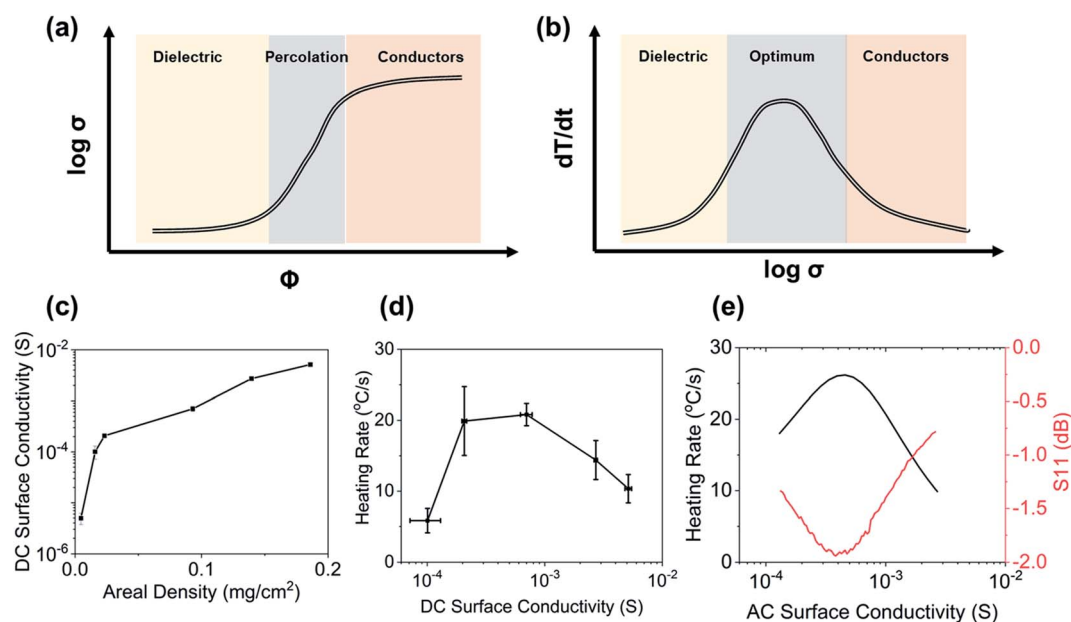 (a)
Dielectric
Percolation
Conductors
log σ
Φ
(b)
Dielectric
Optimum
Conductors
dT/dt
log σ
(c)
DC Surface Conductivity (S)
10⁻²
10⁻⁴
10⁻⁶
0.0
0.1
0.2
Areal Density (mg/cm²)
(d)
Heating Rate (°C/s)
30
20
10
0
10⁻⁴
10⁻³
10⁻²
DC Surface Conductivity (S)
(e)
Heating Rate (°C/s)
30
20
10
0
10⁻⁴
10⁻³
10⁻²
AC Surface Conductivity (S)
0.0
-0.5
-1.0
-1.5
-2.0
S11 (dB)